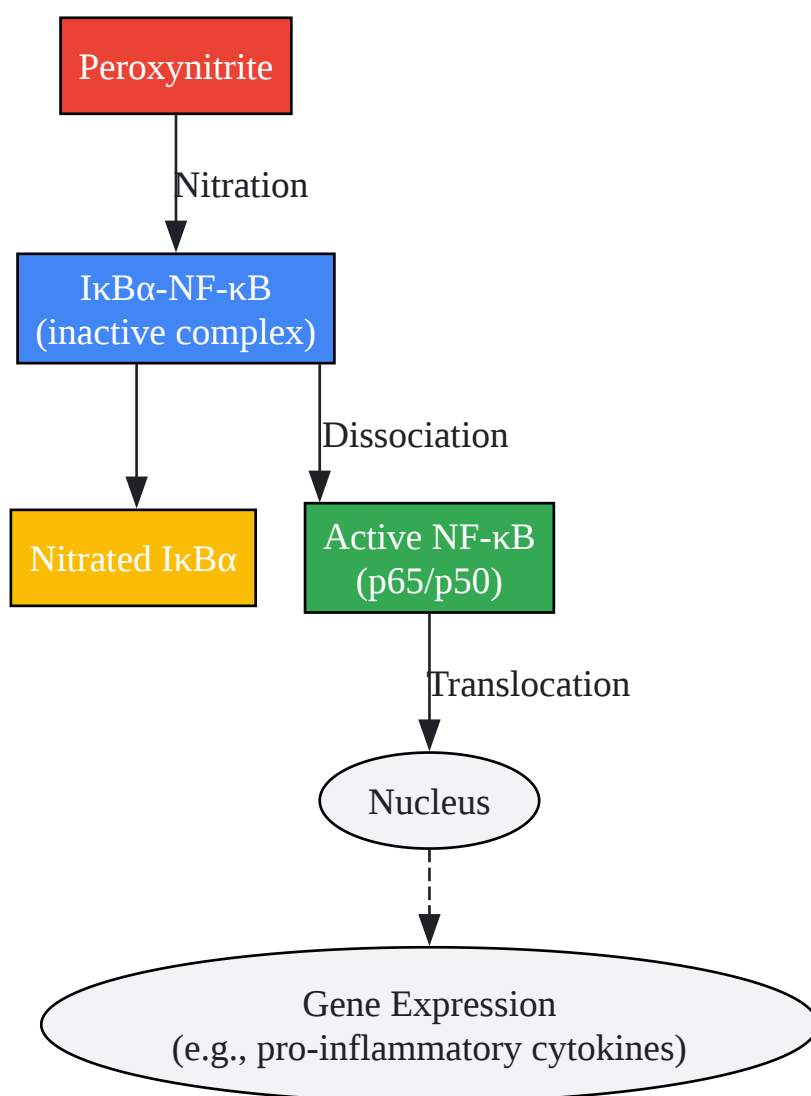 Peroxynitrite
Nitration
IκBα-NF-κB
(inactive complex)
Dissociation
Nitrated IκBα
Active NF-κB
(p65/p50)
Translocation
Nucleus
Gene Expression
(e.g., pro-inflammatory cytokines)